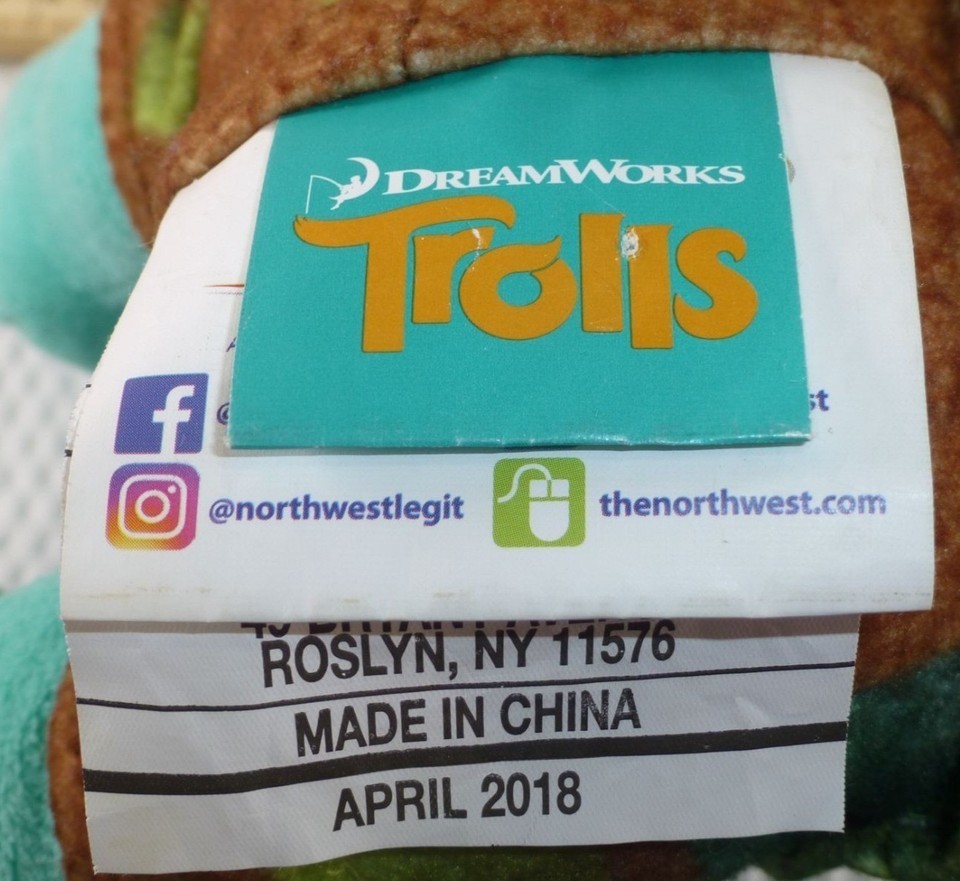 DREAMWORKS
Trolls
@northwestlegit
thenorthwest.com
ROSLYN, NY 11576
MADE IN CHINA
APRIL 2018